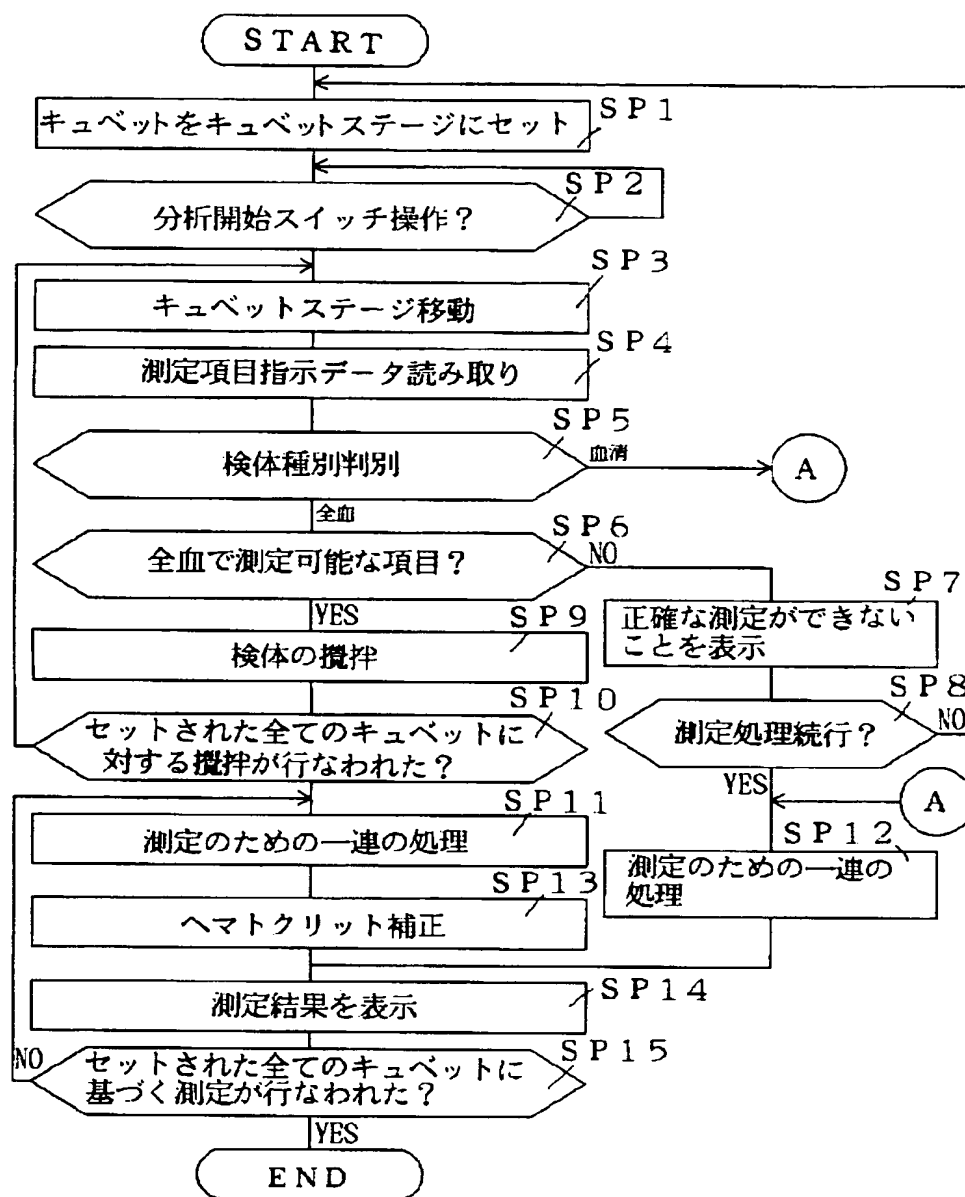 START
キュベットをキュベットステージにセット
SP1
分析開始スイッチ操作？
SP2
キュベットステージ移動
SP3
測定項目指示データ読み取り
SP4
検体種別判別
SP5
血清
A
全血
全血で測定可能な項目？
SP6
NO
正確な測定ができない
ことを表示
SP7
YES
検体の攪拌
SP9
測定処理続行？
SP8
NO
セットされた全てのキュベットに
対する攪拌が行なわれた？
SP10
YES
A
測定のための一連の処理
SP11
測定のための一連の
処理
SP12
ヘマトクリット補正
SP13
測定結果を表示
SP14
セットされた全てのキュベットに
基づく測定が行なわれた？
SP15
NO
YES
END